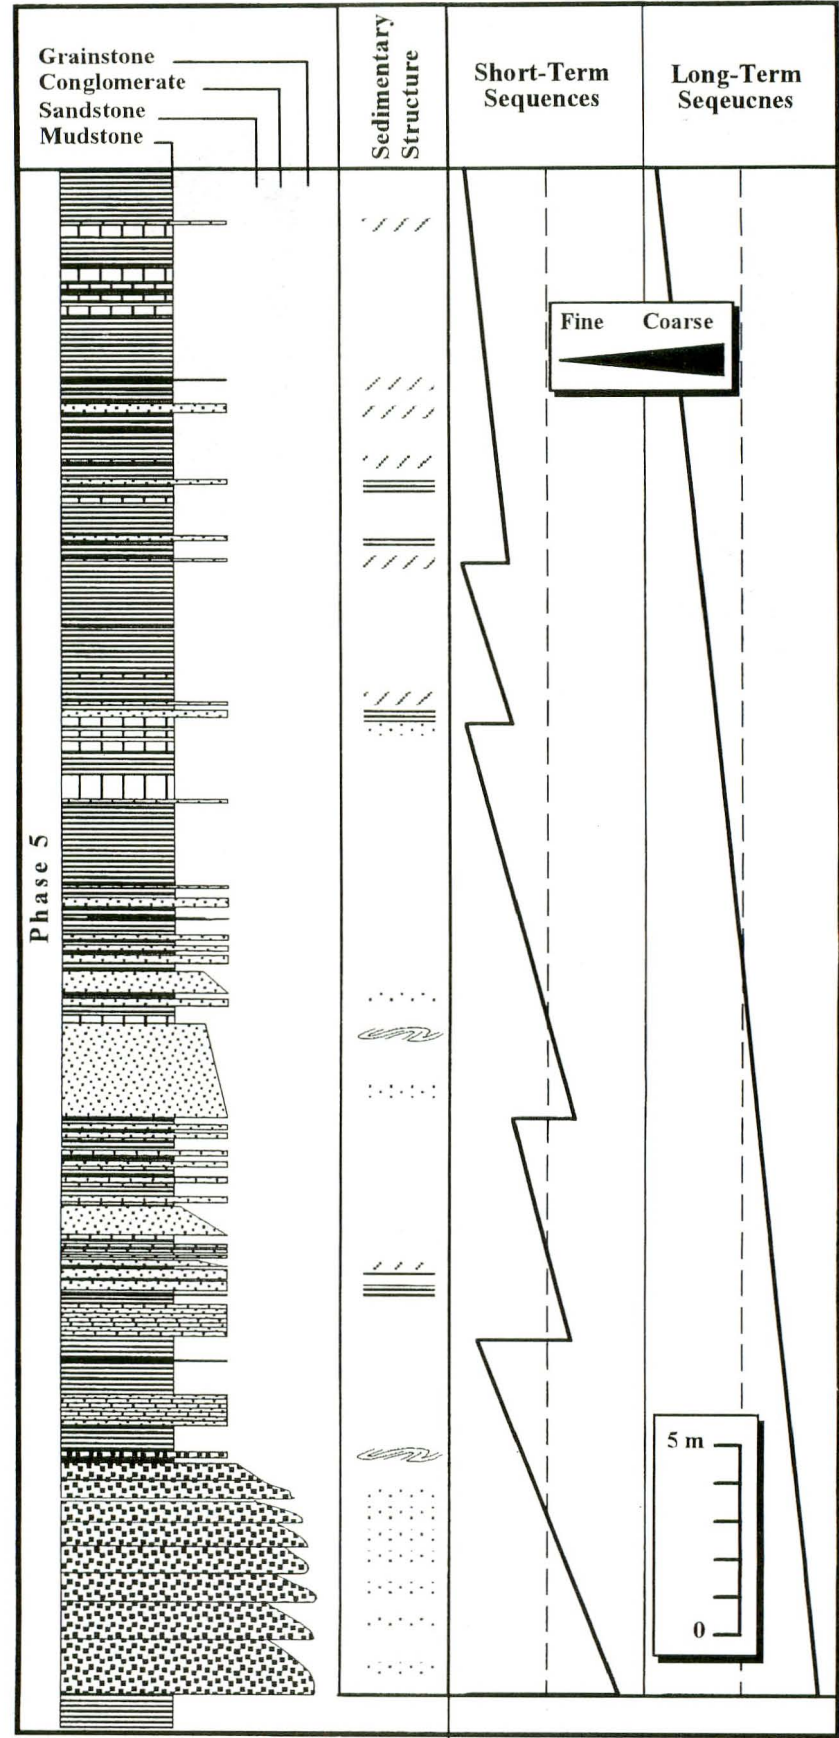 Grainstone
Conglomerate
Sandstone
Mudstone
Sedimentary
Structure
Short-Term
Sequences
Long-Term
Seqeucnes
Fine Coarse
Phase 5
5 m
0